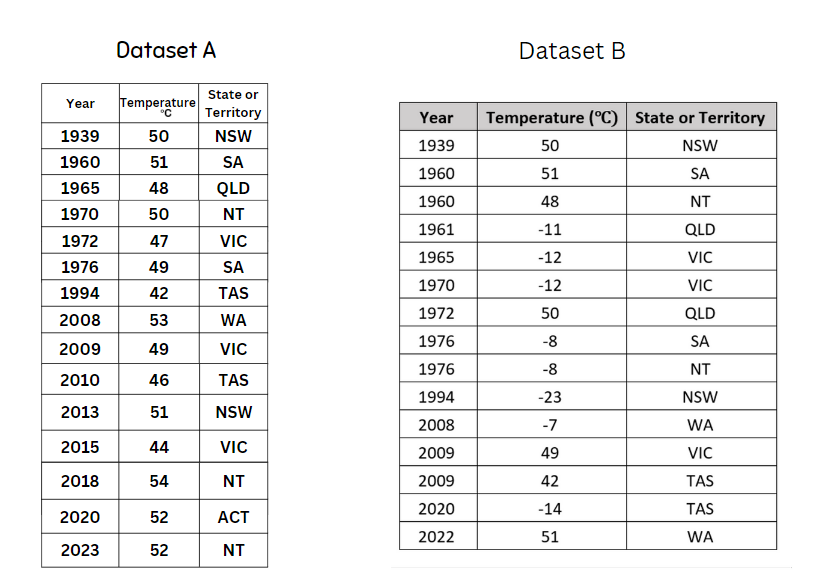 Dataset A
Year Temperature °C State or Territory
1939 50 NSW
1960 51 SA
1965 48 QLD
1970 50 NT
1972 47 VIC
1976 49 SA
1994 42 TAS
2008 53 WA
2009 49 VIC
2010 46 TAS
2013 51 NSW
2015 44 VIC
2018 54 NT
2020 52 ACT
2023 52 NT
Dataset B
Year Temperature (°C) State or Territory
1939 50 NSW
1960 51 SA
1960 48 NT
1961 -11 QLD
1965 -12 VIC
1970 -12 VIC
1972 50 QLD
1976 -8 SA
1976 -8 NT
1994 -23 NSW
2008 -7 WA
2009 49 VIC
2009 42 TAS
2020 -14 TAS
2022 51 WA